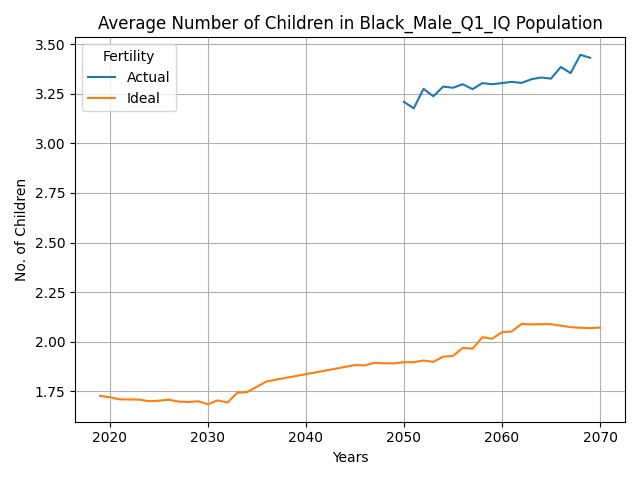 Average Number of Children in Black_Male_Q1_IQ Population
Fertility
Actual
Ideal
No. of Children
3.50
3.25
3.00
2.75
2.50
2.25
2.00
1.75
2020
2030
2040
2050
2060
2070
Years